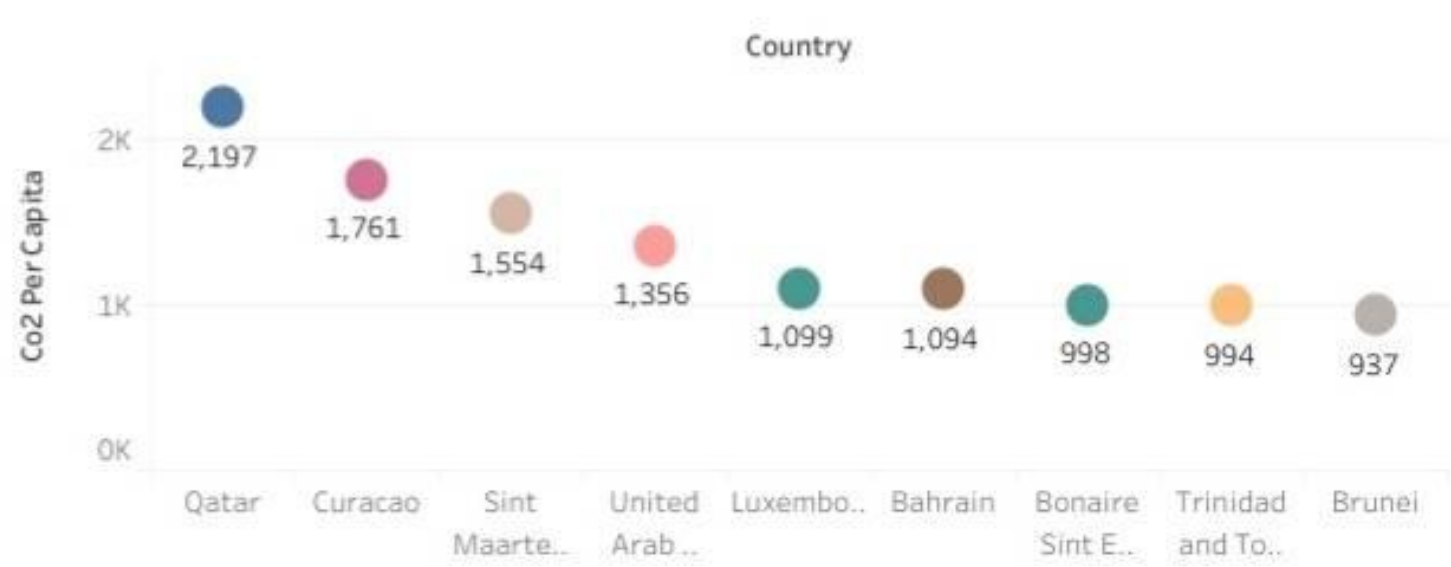 Country
Co2 Per Capita
2K
1K
0K
2,197
1,761
1,554
1,356
1,099
1,094
998
994
937
Qatar
Curacao
Sint
Maarte..
United
Arab ..
Luxembo..
Bahrain
Bonaire
Sint E..
Trinidad
and To..
Brunei